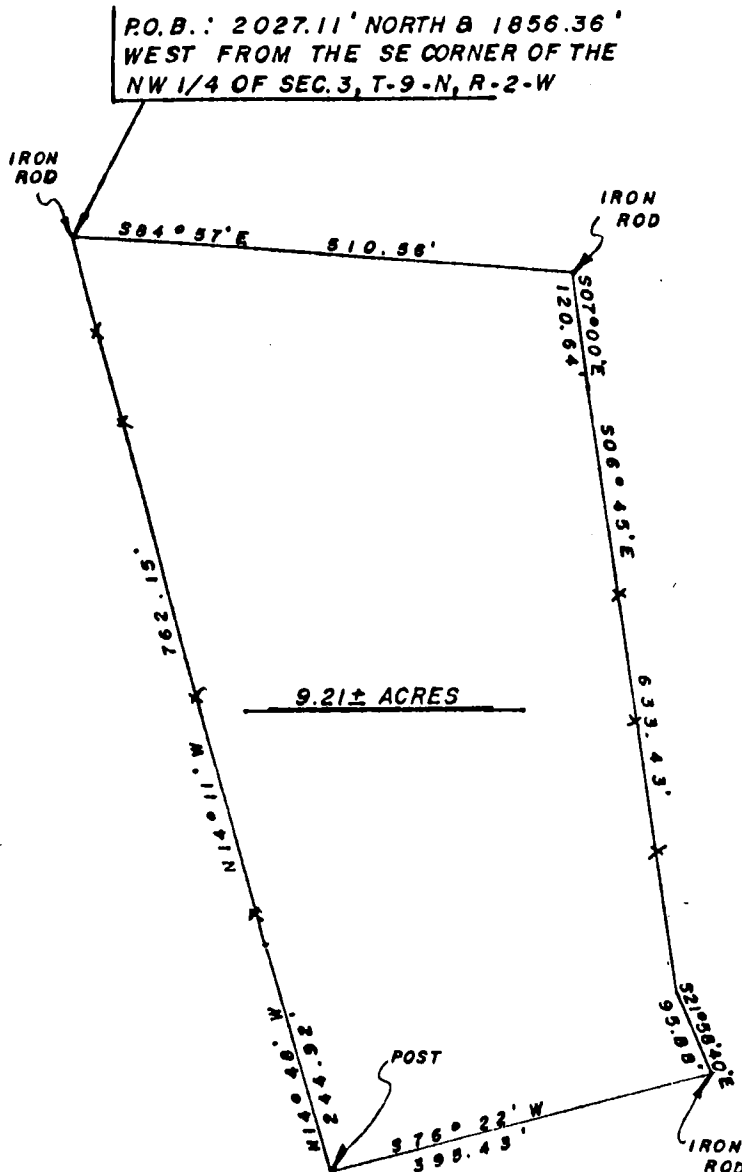 P.O.B.: 2027.11' NORTH & 1856.36'
WEST FROM THE SE CORNER OF THE
NW 1/4 OF SEC. 3, T-9-N, R-2-W
IRON
ROD
IRON
ROD
S84°57'E 510.56'
S07°00'E
120.64'
S06°45'E 633.43'
762.15' N14°11'W
9.21± ACRES
S21°58'40"E
95.88'
N14°48'W
244.92'
POST
S76°22'W
395.43'
IRON
ROD